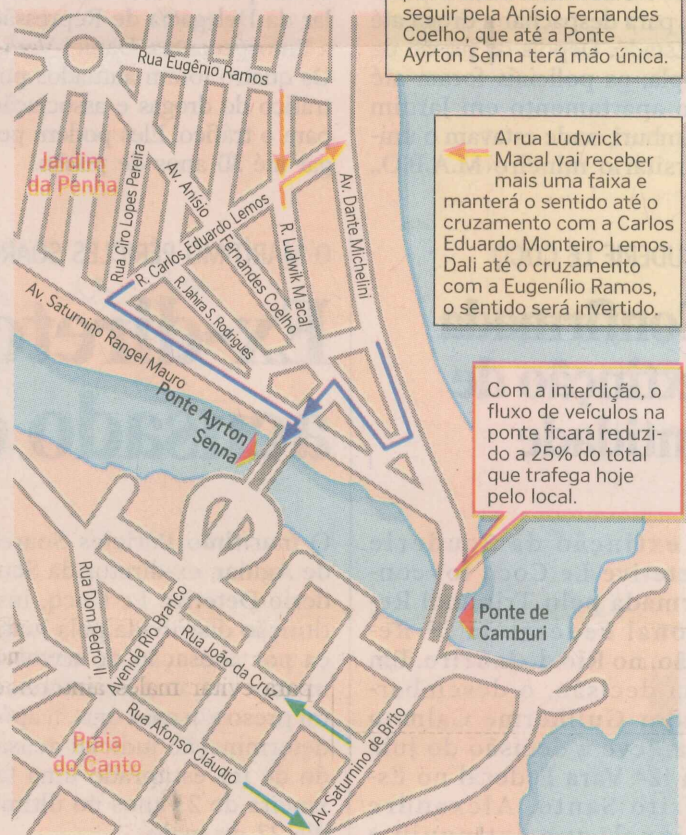 seguir pela Anísio Fernandes
Coelho, que até a Ponte
Ayrton Senna terá mão única.
A rua Ludwick
Macal vai receber
mais uma faixa e
manterá o sentido até o
cruzamento com a Carlos
Eduardo Monteiro Lemos.
Dali até o cruzamento
com a Eugenílio Ramos,
o sentido será invertido.
Com a interdição, o
fluxo de veículos na
ponte ficará reduzi-
do a 25% do total
que trafega hoje
pelo local.
Rua Eugênio Ramos
Jardim
da Penha
Rua Ciro Lopes Pereira
Av. Anísio
Fernandes Coelho
R. Carlos Eduardo Lemos
R. Ludwik Macal
Av. Dante Michelini
R. Jahira S. Rodrigues
Av. Saturnino Rangel Mauro
Ponte Ayrton
Senna
Ponte de
Camburi
Rua Dom Pedro II
Avenida Rio Branco
Rua João da Cruz
Rua Afonso Cláudio
Av. Saturnino de Brito
Praia
do Canto